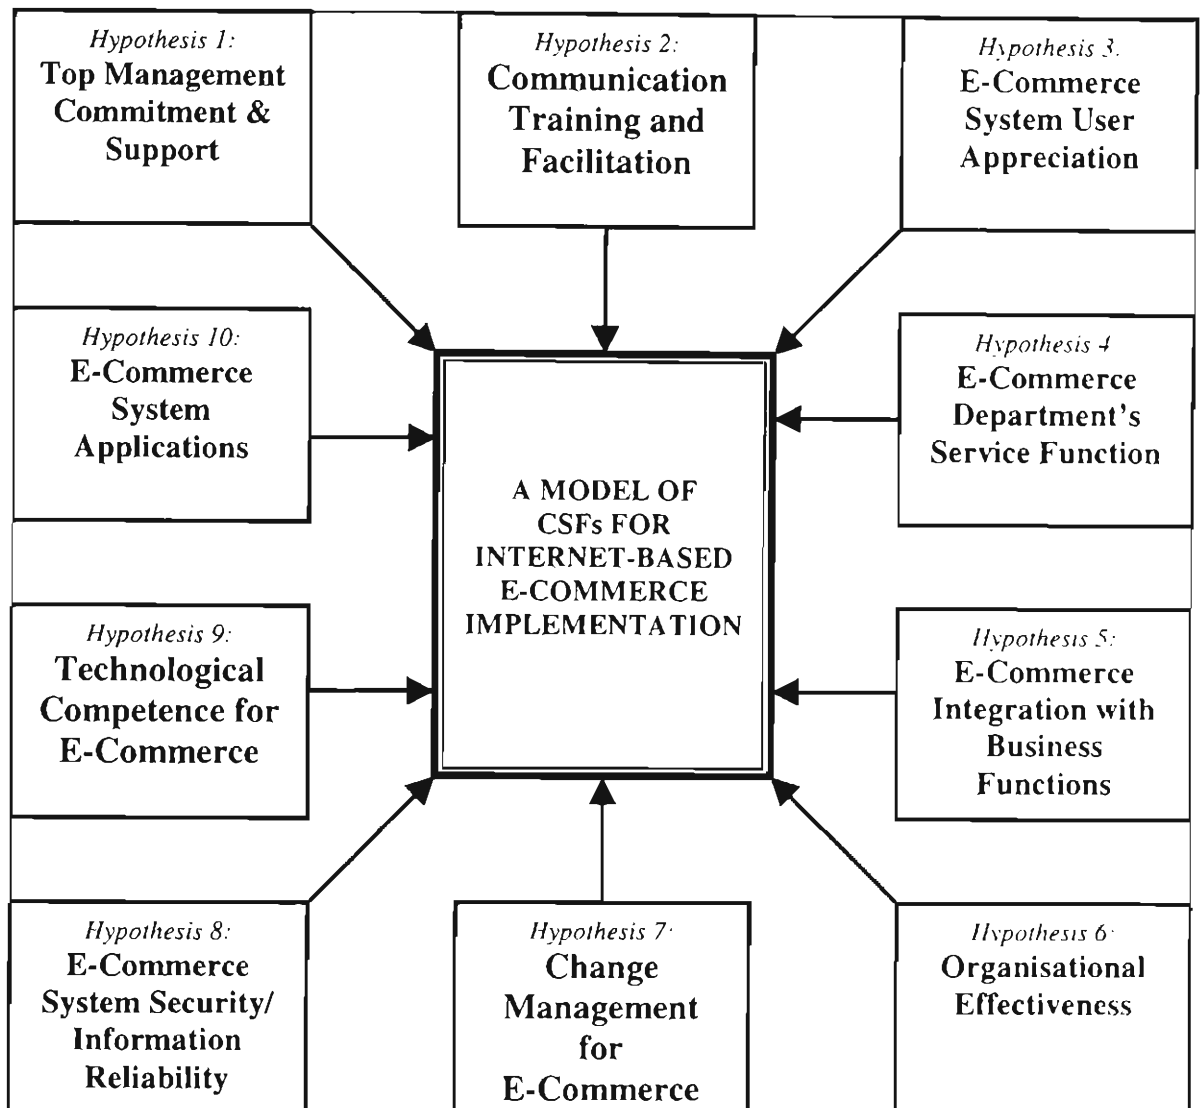 Hypothesis 1:
Top Management
Commitment &
Support
Hypothesis 2:
Communication
Training and
Facilitation
Hypothesis 3.
E-Commerce
System User
Appreciation
Hypothesis 10:
E-Commerce
System
Applications
A MODEL OF
CSFs FOR
INTERNET-BASED
E-COMMERCE
IMPLEMENTATION
Hypothesis 4
E-Commerce
Department's
Service Function
Hypothesis 9:
Technological
Competence for
E-Commerce
Hypothesis 5:
E-Commerce
Integration with
Business
Functions
Hypothesis 8:
E-Commerce
System Security/
Information
Reliability
Hypothesis 7:
Change
Management
for
E-Commerce
Hypothesis 6:
Organisational
Effectiveness